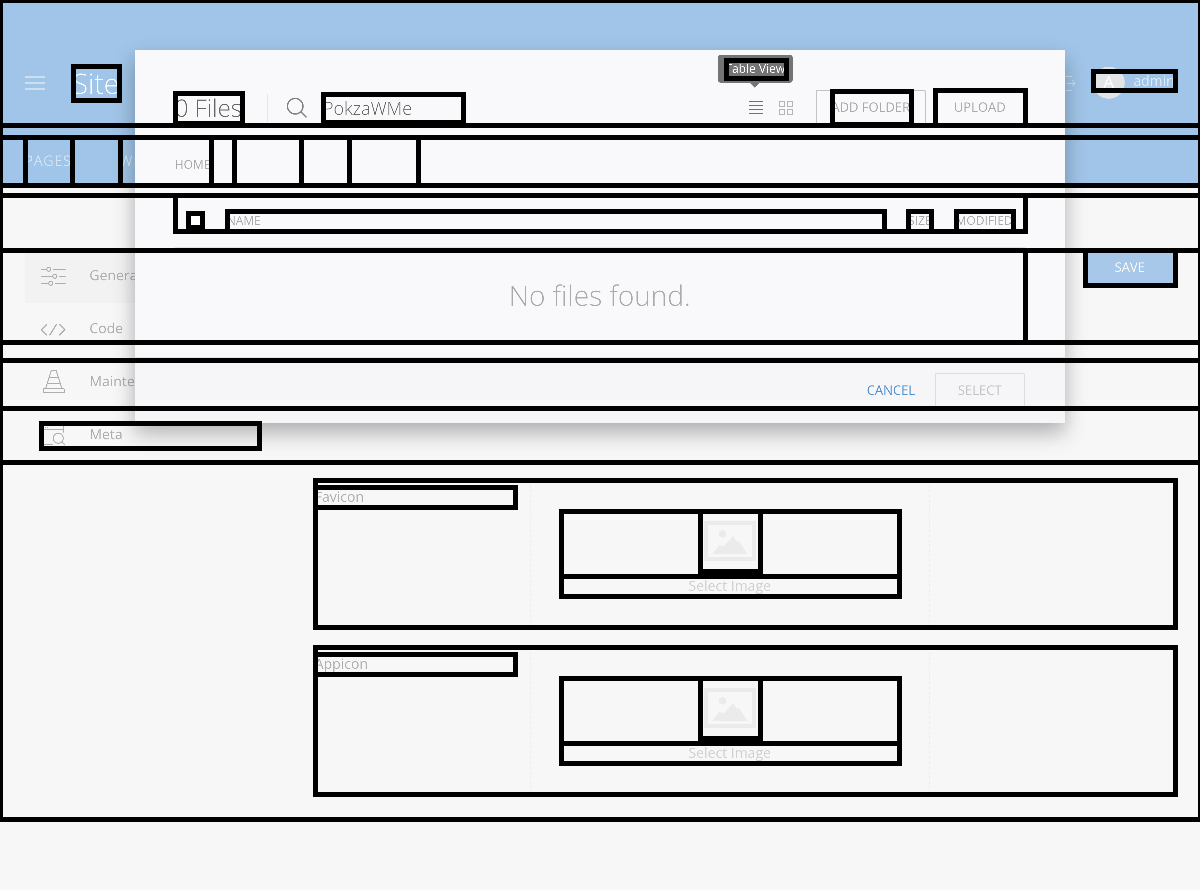 Table View
Site
0 Files
PokzaWMe
ADD FOLDER
UPLOAD
admin
A
PAGES
W
HOME
NAME
SIZE
MODIFIED
General
SAVE
No files found.
Code
Mainte
CANCEL
SELECT
Meta
Favicon
Select Image
Appicon
Select Image